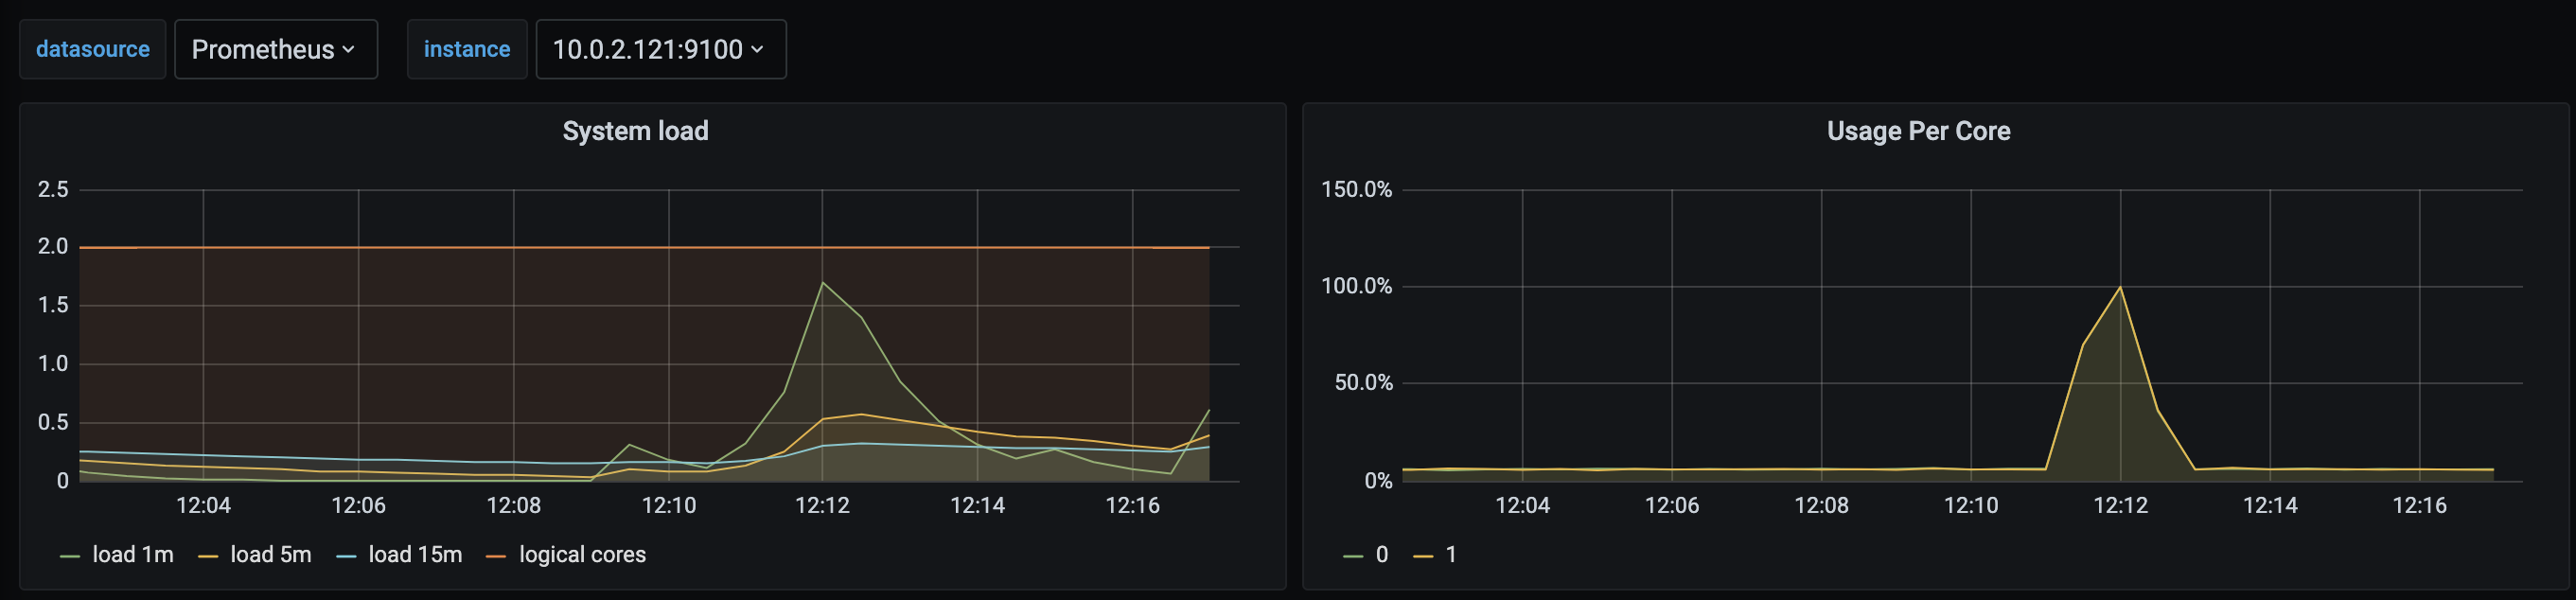 datasource Prometheus instance 10.0.2.121:9100
System load
2.5
2.0
1.5
1.0
0.5
0
12:04 12:06 12:08 12:10 12:12 12:14 12:16
load 1m load 5m load 15m logical cores
Usage Per Core
150.0%
100.0%
50.0%
0%
12:04 12:06 12:08 12:10 12:12 12:14 12:16
0 1